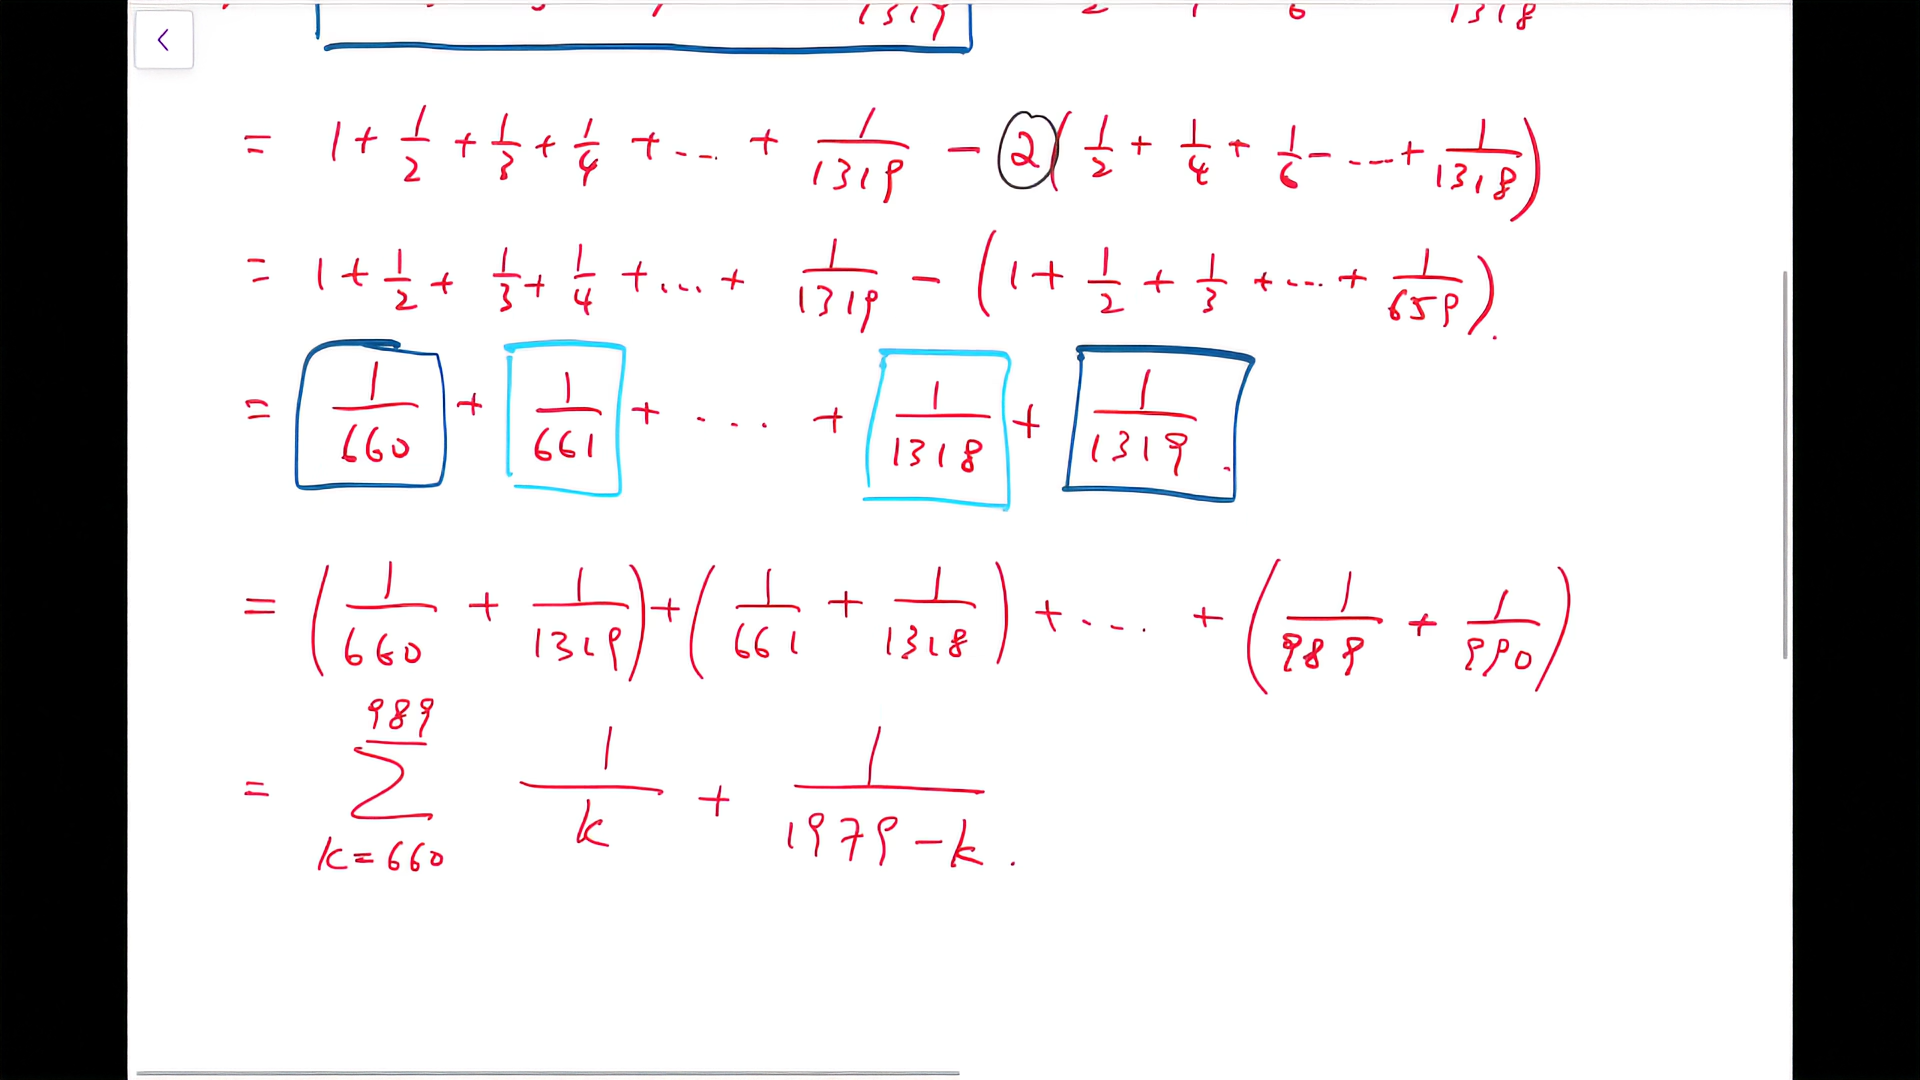 = 1 + 1/2 + 1/3 + 1/4 + ... + 1/1319 - 2(1/2 + 1/4 + 1/6 - ... + 1/1318)
= 1 + 1/2 + 1/3 + 1/4 + ... + 1/1319 - (1 + 1/2 + 1/3 + ... + 1/659).
= 1/660 + 1/661 + ... + 1/1318 + 1/1319.
= (1/660 + 1/1319) + (1/661 + 1/1318) + ... + (1/989 + 1/990)
= ∑_{k=660}^{989} 1/k + 1/(1979-k).